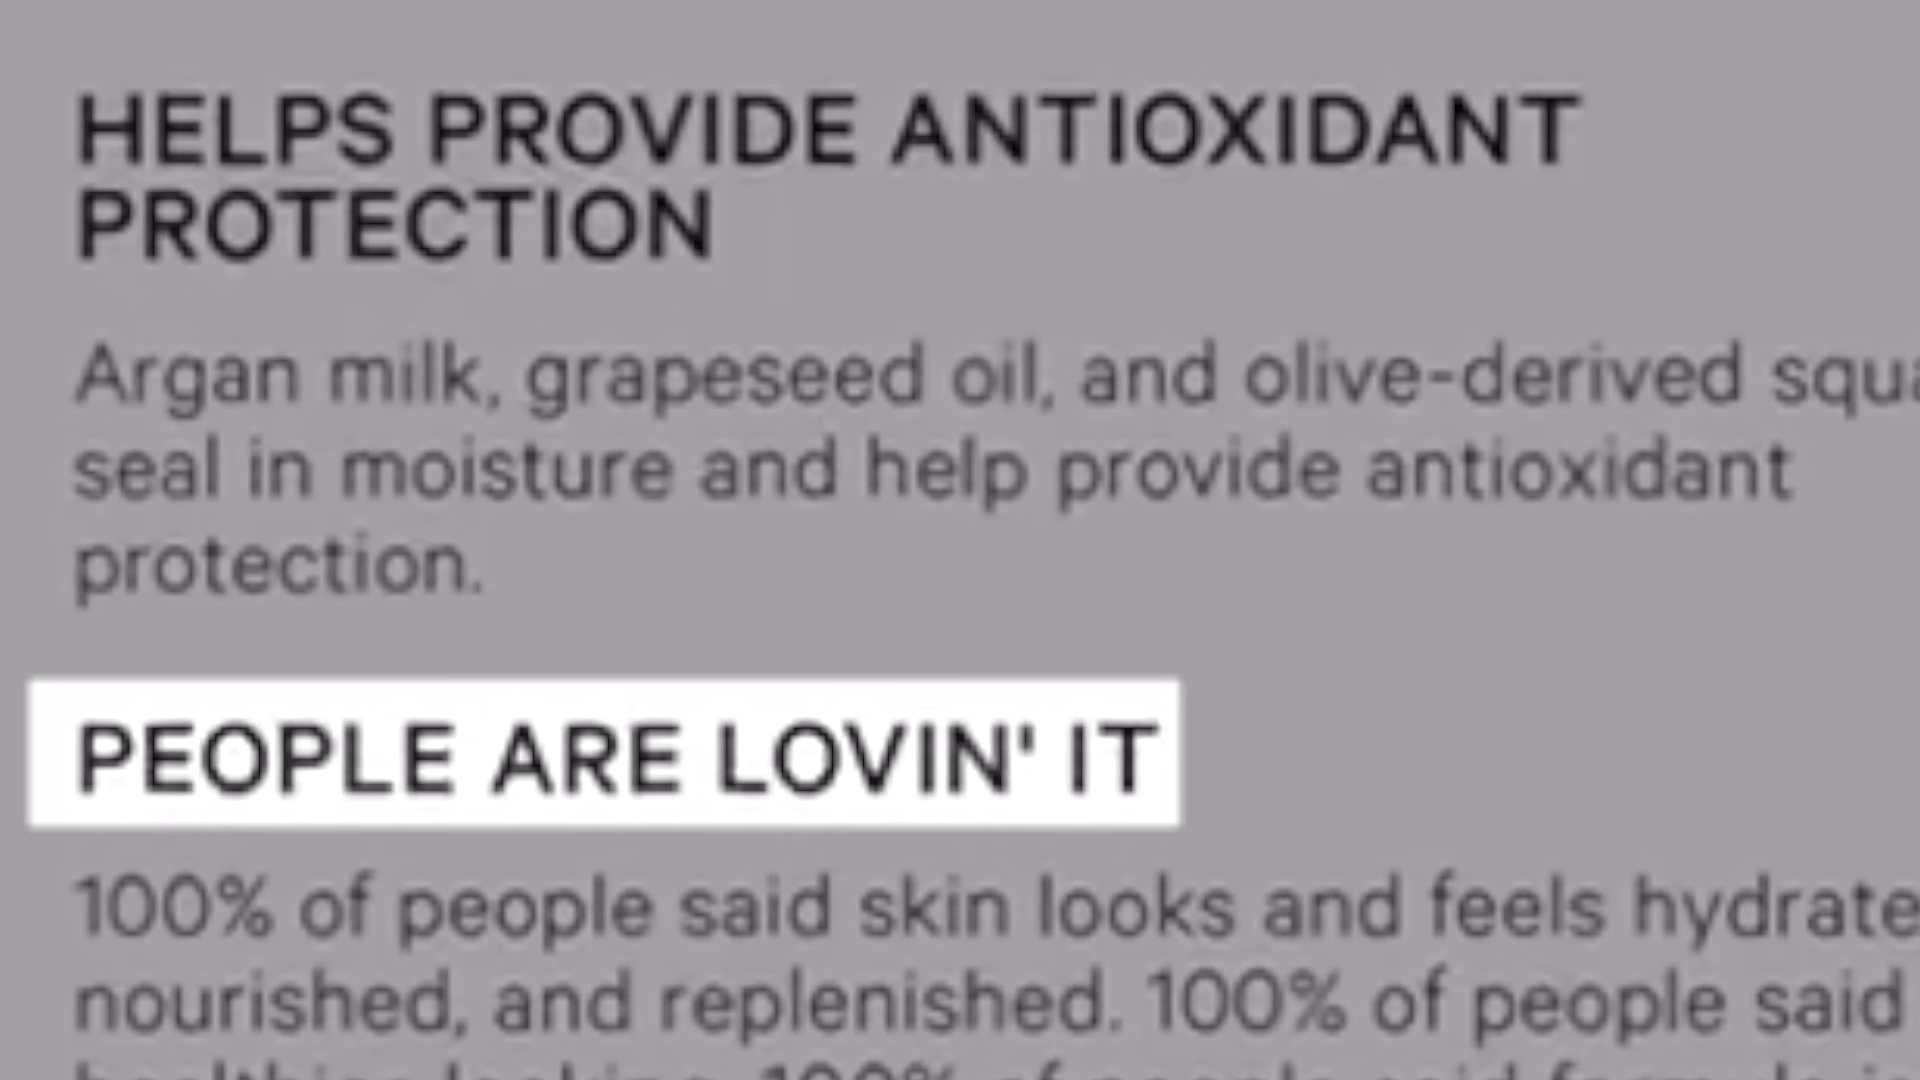 HELPS PROVIDE ANTIOXIDANT
PROTECTION
Argan milk, grapeseed oil, and olive-derived
seal in moisture and help provide antioxidant
protection.
PEOPLE ARE LOVIN' IT
100% of people said skin looks and feels
nourished, and replenished. 100% of people said